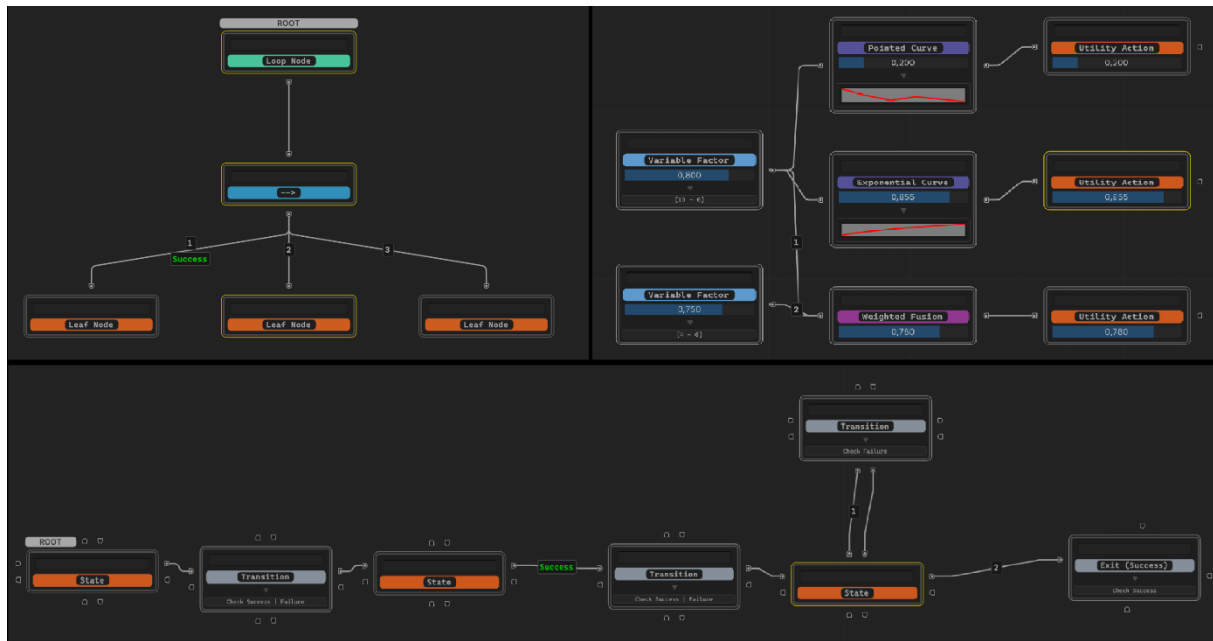 ROOT
Loop Node
-->
1
2
3
Success
Leaf Node
Leaf Node
Leaf Node
Pointed Curve
0,200
Utility Action
0,200
Variable Factor
0,800
Exponential Curve
0,855
Utility Action
0,855
1
Variable Factor
0,750
2
Weighted Fusion
0,780
Utility Action
0,780
Transition
Check Failure
1
ROOT
State
Transition
Check Success | Failure
State
Success
Transition
Check Success | Failure
State
2
Exit (Success)
Check Success